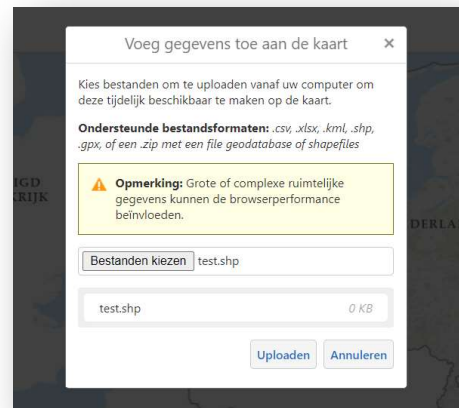 Voeg gegevens toe aan de kaart ×
Kies bestanden om te uploaden vanaf uw computer om
deze tijdelijk beschikbaar te maken op de kaart.
Ondersteunde bestandsformaten: .csv, .xlsx, .kml, .shp,
.gpx, of een .zip met een file geodatabase of shapefiles
Opmerking: Grote of complexe ruimtelijke
gegevens kunnen de browserperformance
beïnvloeden.
IGD
KRIJK
DERLA
Bestanden kiezen test.shp
test.shp 0 KB
Uploaden Annuleren